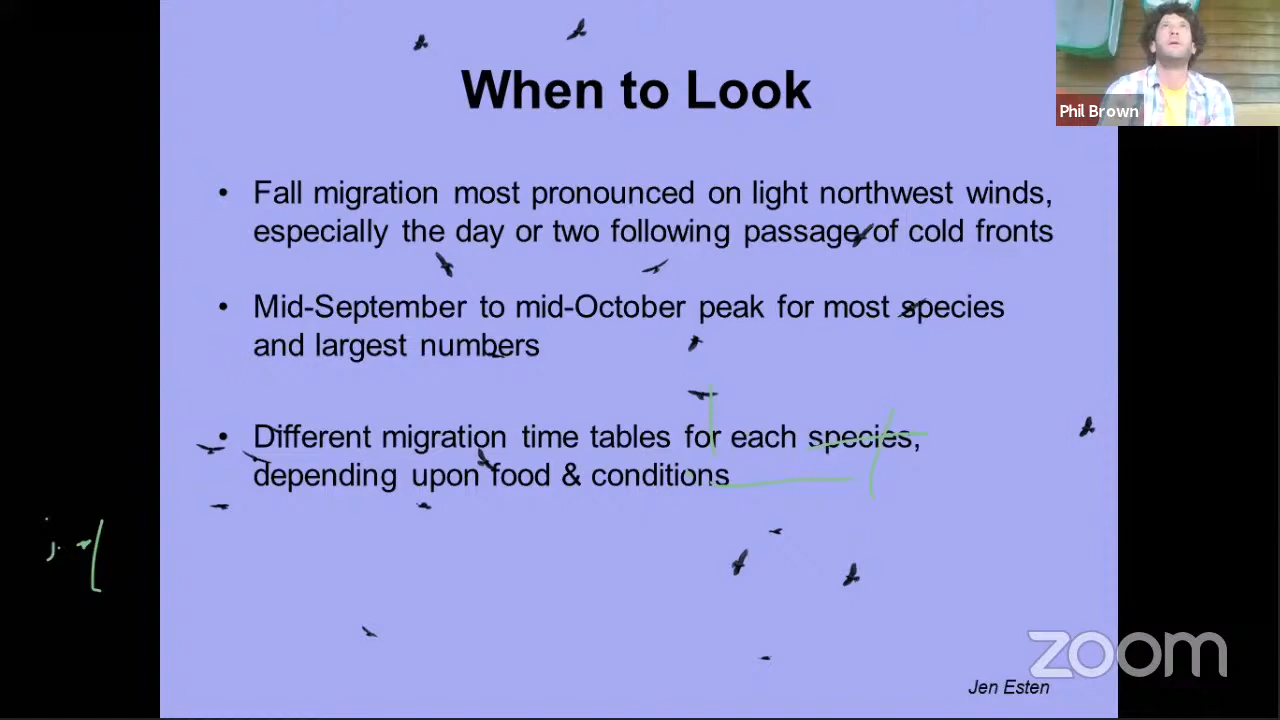 When to Look
Phil Brown
• Fall migration most pronounced on light northwest winds,
especially the day or two following passage of cold fronts
• Mid-September to mid-October peak for most species
and largest numbers
• Different migration time tables for each species,
depending upon food & conditions
zoom
Jen Esten